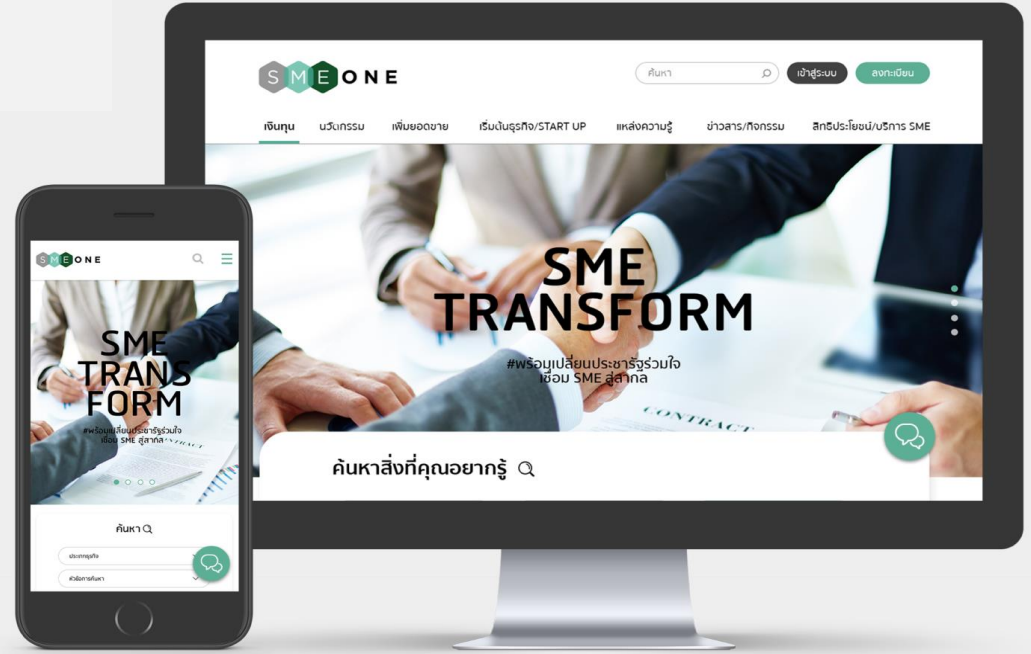 SMEONE
ค้นหา
เข้าสู่ระบบ
ลงทะเบียน
เงินทุน นวัตกรรม เพิ่มยอดขาย เริ่มต้นธุรกิจ/START UP แหล่งความรู้ ข่าวสาร/กิจกรรม สิทธิประโยชน์/บริการ SME
SME
TRANSFORM
#พร้อมเปลี่ยนประชารัฐร่วมใจ
เชื่อม SME สู่สากล
CONTRACT
ค้นหาสิ่งที่คุณอยากรู้
SMEONE
SME
TRANS
FORM
#พร้อมเปลี่ยนประชารัฐร่วมใจ
เชื่อม SME สู่สากล
CONTRACT
ค้นหา
ประเภทธุรกิจ
หัวข้อการค้นหา